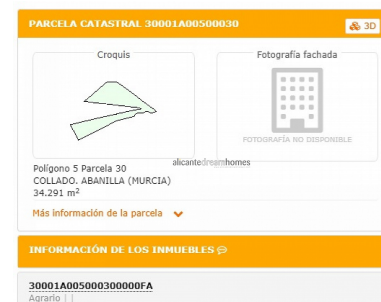 PARCELA CATASTRAL 30001A00500030
3D
Croquis
Fotografía fachada
FOTOGRAFÍA NO DISPONIBLE
alicantedreamhomes
Polígono 5 Parcela 30
COLLADO. ABANILLA (MURCIA)
34.291 m²
Más información de la parcela
INFORMACIÓN DE LOS INMUEBLES
30001A005000300000FA
Agrario | |